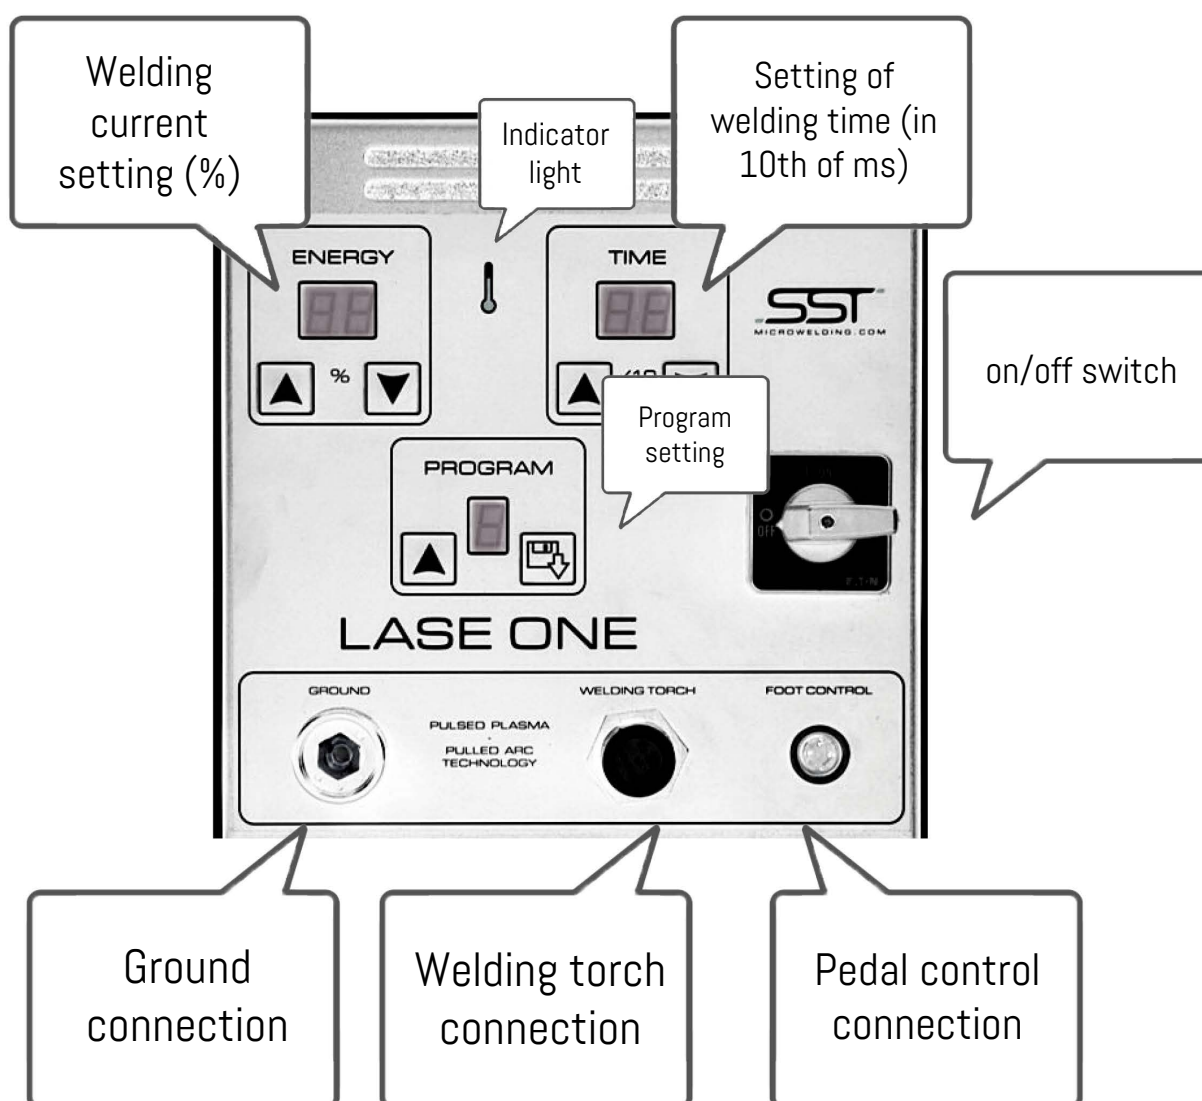 Welding
current
setting (%)
Indicator
light
Setting of
welding time (in
10th of ms)
ENERGY
TIME
SST
MICROWELDING.COM
%
on/off switch
Program
setting
PROGRAM
OFF
LASE ONE
GROUND
WELDING TORCH
FOOT CONTROL
PULSED PLASMA
PULLED ARC
TECHNOLOGY
Ground
connection
Welding torch
connection
Pedal control
connection